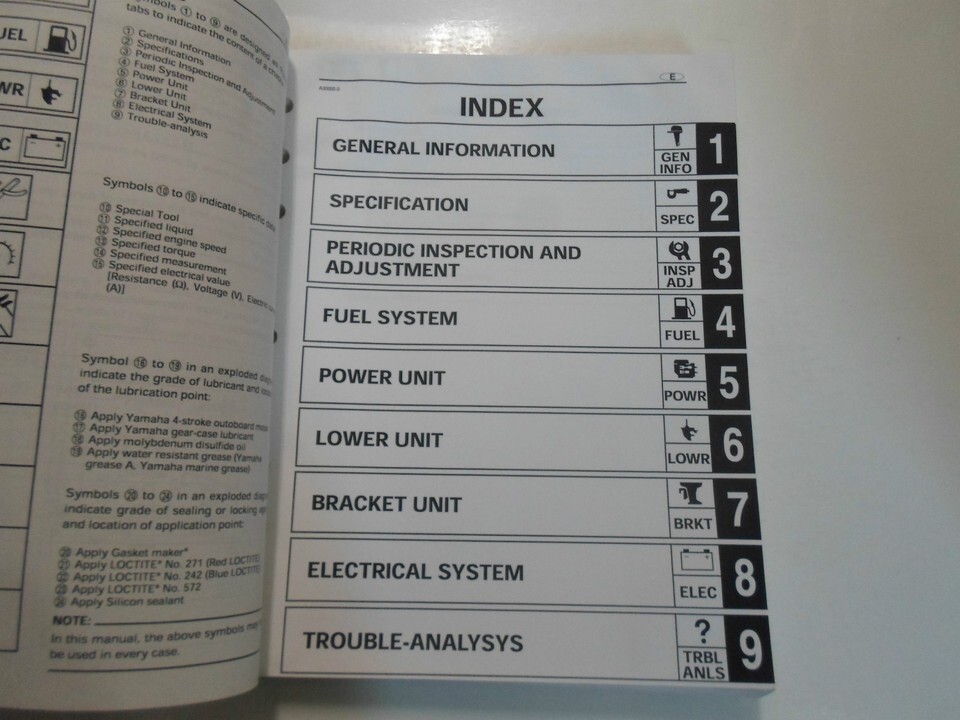 UEL
WR
C
Symbols ① to ⑨ are designed as
tabs to indicate the content of a
① General Information
② Specifications
③ Periodic Inspection and Adjustment
④ Fuel System
⑤ Power Unit
⑥ Lower Unit
⑦ Bracket Unit
⑧ Electrical System
⑨ Trouble-analysis
Symbols ⑩ to ⑮ indicate specific
⑩ Special Tool
⑪ Specified liquid
⑫ Specified engine speed
⑬ Specified torque
⑭ Specified measurement
⑮ Specified electrical value
[Resistance (Ω), Voltage (V), Electric
(A)]
Symbol ⑯ to ⑲ in an exploded
indicate the grade of lubricant and
of the lubrication point:
⑯ Apply Yamaha 4-stroke outboard
⑰ Apply Yamaha gear-case lubricant
⑱ Apply molybdenum disulfide oil
⑲ Apply water resistant grease (Yamaha
grease A, Yamaha marine grease)
Symbols ⑳ to ㉔ in an exploded
indicate grade of sealing or locking
and location of application point:
⑳ Apply Gasket maker*
㉑ Apply LOCTITE* No. 271 (Red LOCTITE)
㉒ Apply LOCTITE* No. 242 (Blue LOCTITE)
㉓ Apply LOCTITE* No. 572
㉔ Apply Silicon sealant
NOTE:
In this manual, the above symbols may
be used in every case.
E
INDEX
GENERAL INFORMATION
GEN
INFO
1
SPECIFICATION
SPEC
2
PERIODIC INSPECTION AND
ADJUSTMENT
INSP
ADJ
3
FUEL SYSTEM
FUEL
4
POWER UNIT
POWR
5
LOWER UNIT
LOWR
6
BRACKET UNIT
BRKT
7
ELECTRICAL SYSTEM
ELEC
8
TROUBLE-ANALYSYS
?
TRBL
ANLS
9